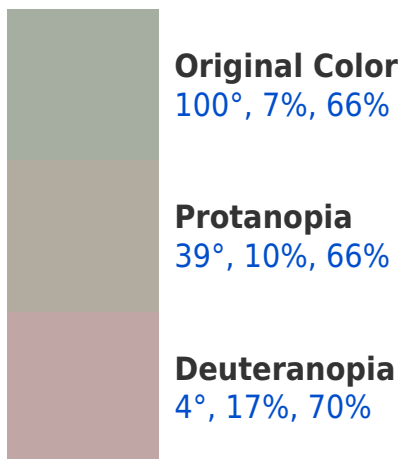 Original Color
100°, 7%, 66%
Protanopia
39°, 10%, 66%
Deuteranopia
4°, 17%, 70%